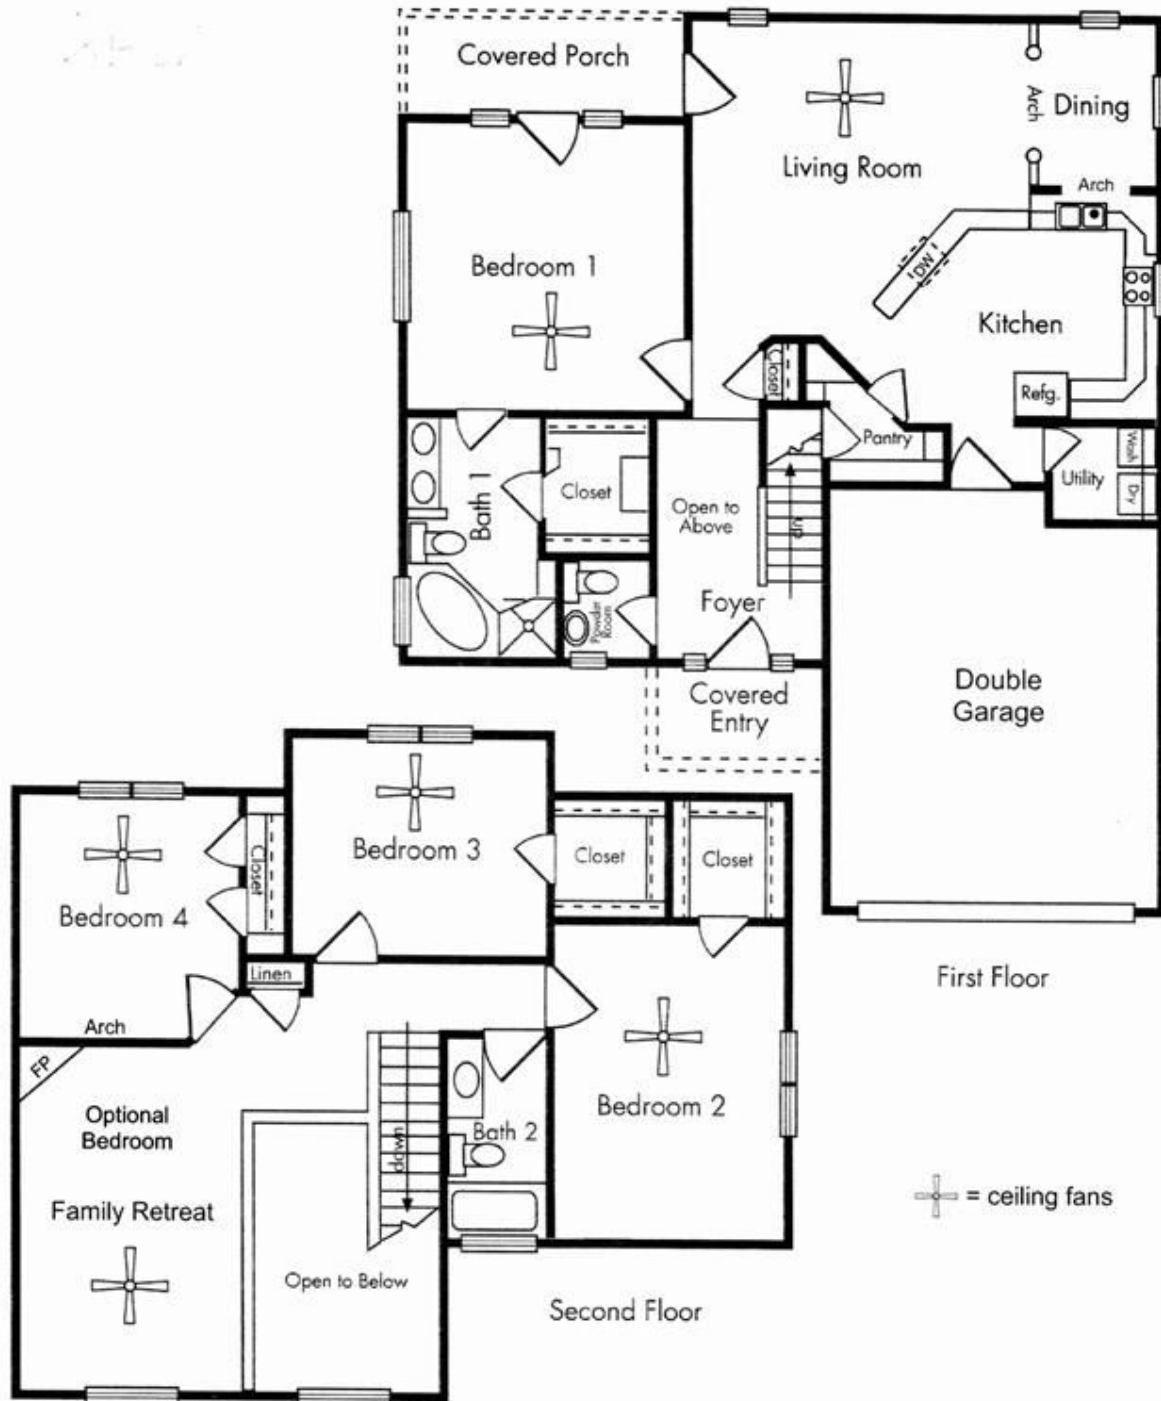 Covered Porch
Living Room
Arch
Dining
Arch
Bedroom 1
DW
Kitchen
Closet
Refg.
Pantry
Utility
Wash
Dry
Bath 1
Closet
Open to
Above
up
Foyer
Powder
Room
Covered
Entry
Double
Garage
First Floor
Bedroom 3
Closet
Closet
Bedroom 4
Closet
Linen
Arch
FP
Optional
Bedroom
Family Retreat
down
Bath 2
Bedroom 2
Open to Below
= ceiling fans
Second Floor